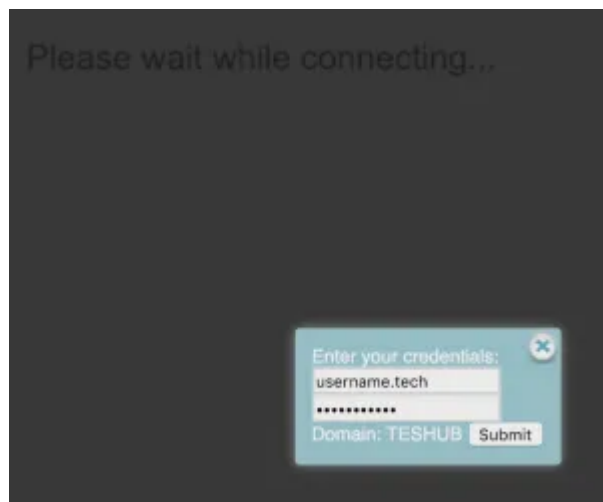 Please wait while connecting...
Enter your credentials:
username.tech
•••••••••••
Domain: TESHUB Submit